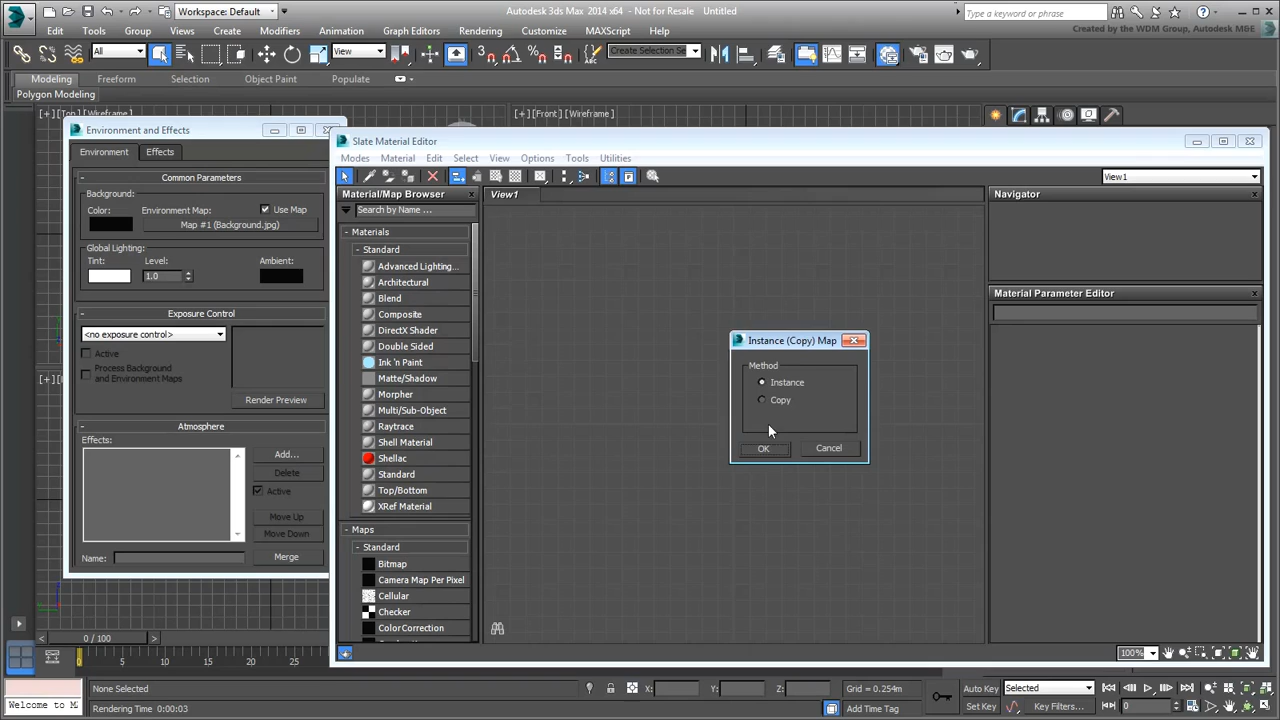 Workspace: Default
Autodesk 3ds Max 2014 x64 - Not for Resale Untitled
Type a keyword or phrase
Created by the WDM Group, Autodesk M&E
Edit Tools Group Views Create Modifiers Animation Graph Editors Rendering Customize MAXScript Help
All
View
Create Selection Se
Modeling Freeform Selection Object Paint Populate
Polygon Modeling
[+] [Top] [Wireframe]
[+] [Front] [Wireframe]
Environment and Effects
Environment Effects
- Common Parameters
Background:
Color: Environment Map: Use Map
Map #1 (Background.jpg)
Global Lighting:
Tint: Level: Ambient:
1.0
- Exposure Control
<no exposure control>
Active
Process Background
and Environment Maps
Render Preview
- Atmosphere
Effects:
Add...
Delete
Active
Move Up
Move Down
Name:
Merge
Slate Material Editor
Modes Material Edit Select View Options Tools Utilities
View1
Material/Map Browser
Search by Name ...
- Materials
- Standard
Advanced Lighting...
Architectural
Blend
Composite
DirectX Shader
Double Sided
Ink 'n Paint
Matte/Shadow
Morpher
Multi/Sub-Object
Raytrace
Shell Material
Shellac
Standard
Top/Bottom
XRef Material
- Maps
- Standard
Bitmap
Camera Map Per Pixel
Cellular
Checker
Color Correction
View1
Navigator
Material Parameter Editor
Instance (Copy) Map
Method
Instance
Copy
OK Cancel
100%
0 / 100
0 5 10 15 20 25
None Selected
X: Y: Z: Grid = 0.254m
Auto Key Selected
Welcome to M
Rendering Time 0:00:03
Add Time Tag
Set Key Key Filters...
0